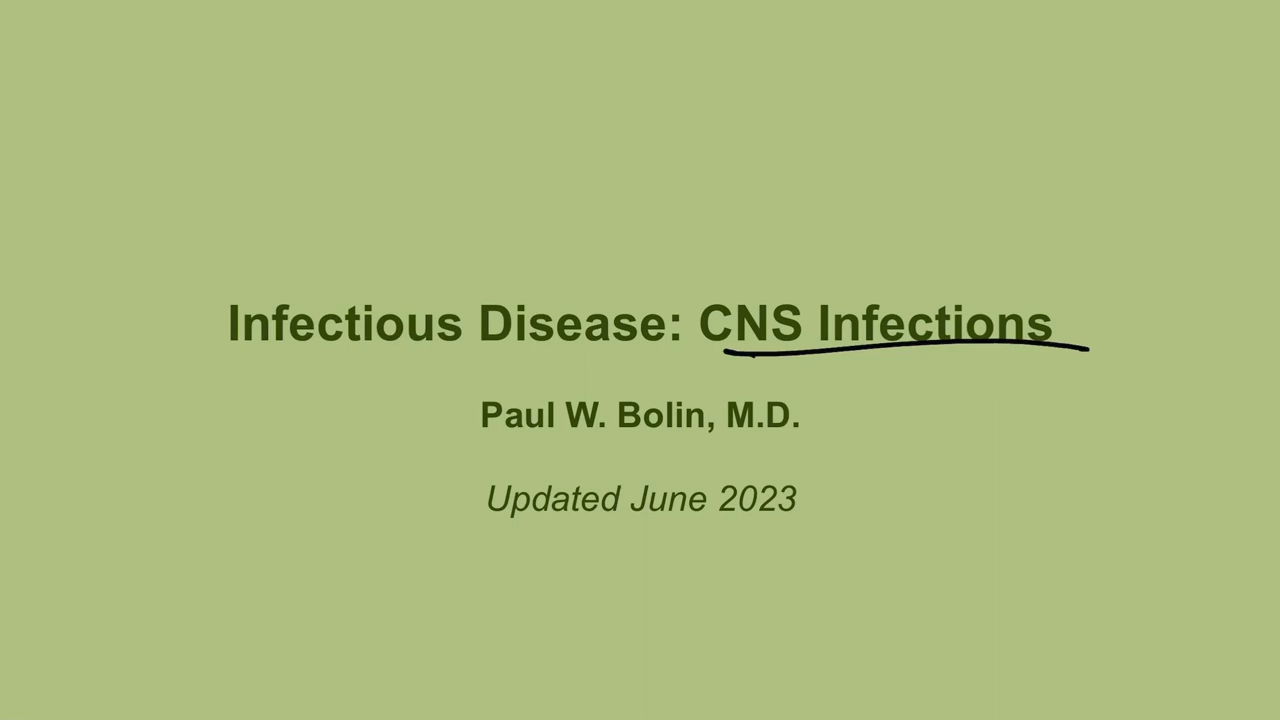 Infectious Disease: CNS Infections
Paul W. Bolin, M.D.
Updated June 2023